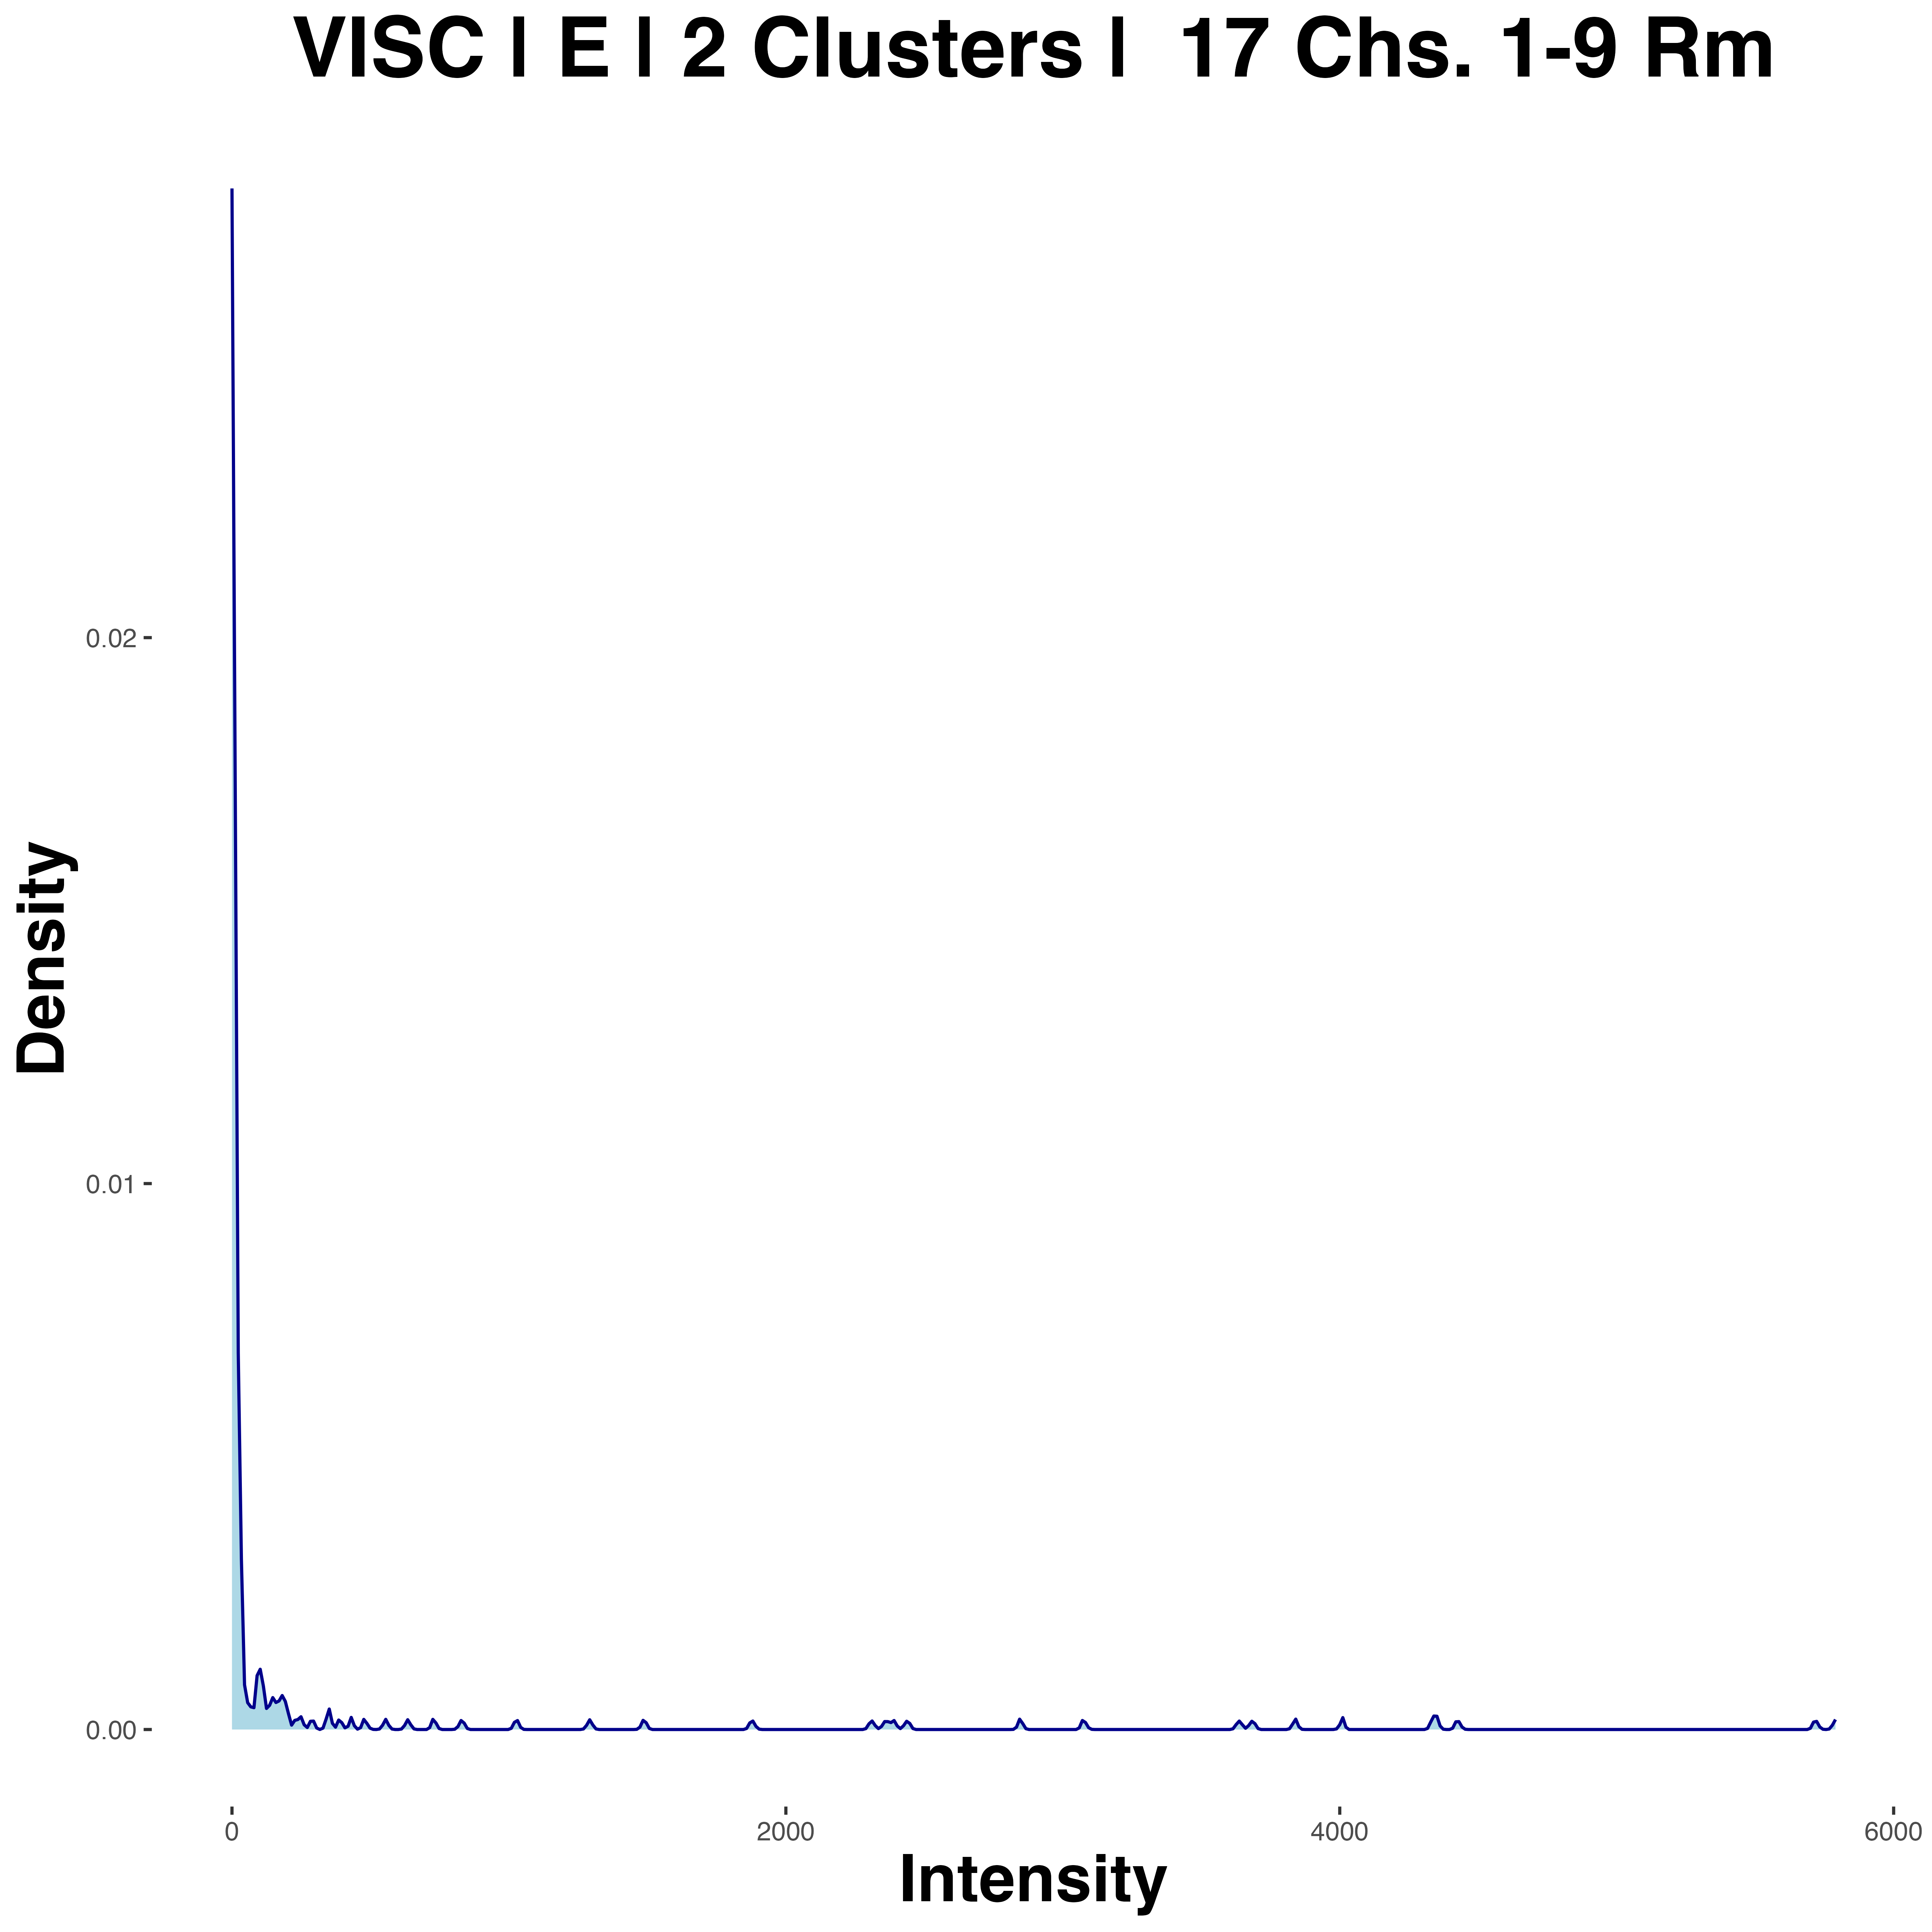 VISC | E | 2 Clusters |  17 Chs. 1-9 Rm
Density
0.02
0.01
0.00
0
2000
4000
6000
Intensity